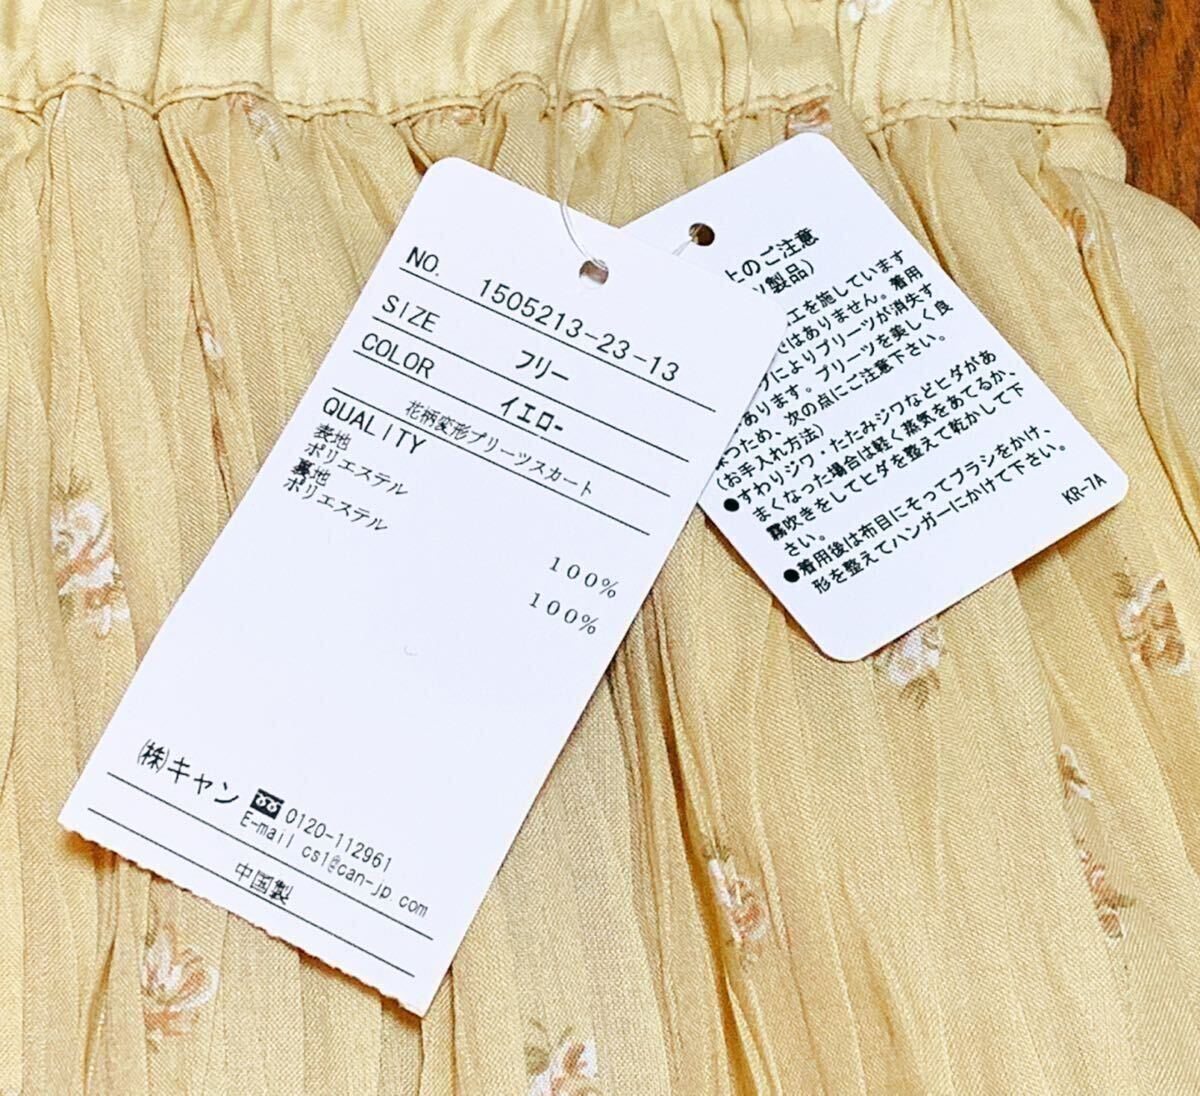 NO. 1505213-23-13
SIZE フリー
COLOR イエロー
花柄変形プリーツスカート
QUALITY
表地
ポリエステル 100%
裏地
ポリエステル 100%
(株)キャン 0120-112961
E-mail cs1@can-jp.com
中国製
上のご注意
製品)
工を施しています
ではありません。着用
によりプリーツが消失す
あります。プリーツを美しく良
つため、次の点にご注意下さい。
(お手入れ方法)
●すわりジワ・たたみジワなどヒダがあ
まくなった場合は軽く蒸気をあてるか、
霧吹きをしてヒダを整えて乾かして下
さい。
●着用後は布目にそってブラシをかけ、
形を整えてハンガーにかけて下さい。
KR-7A